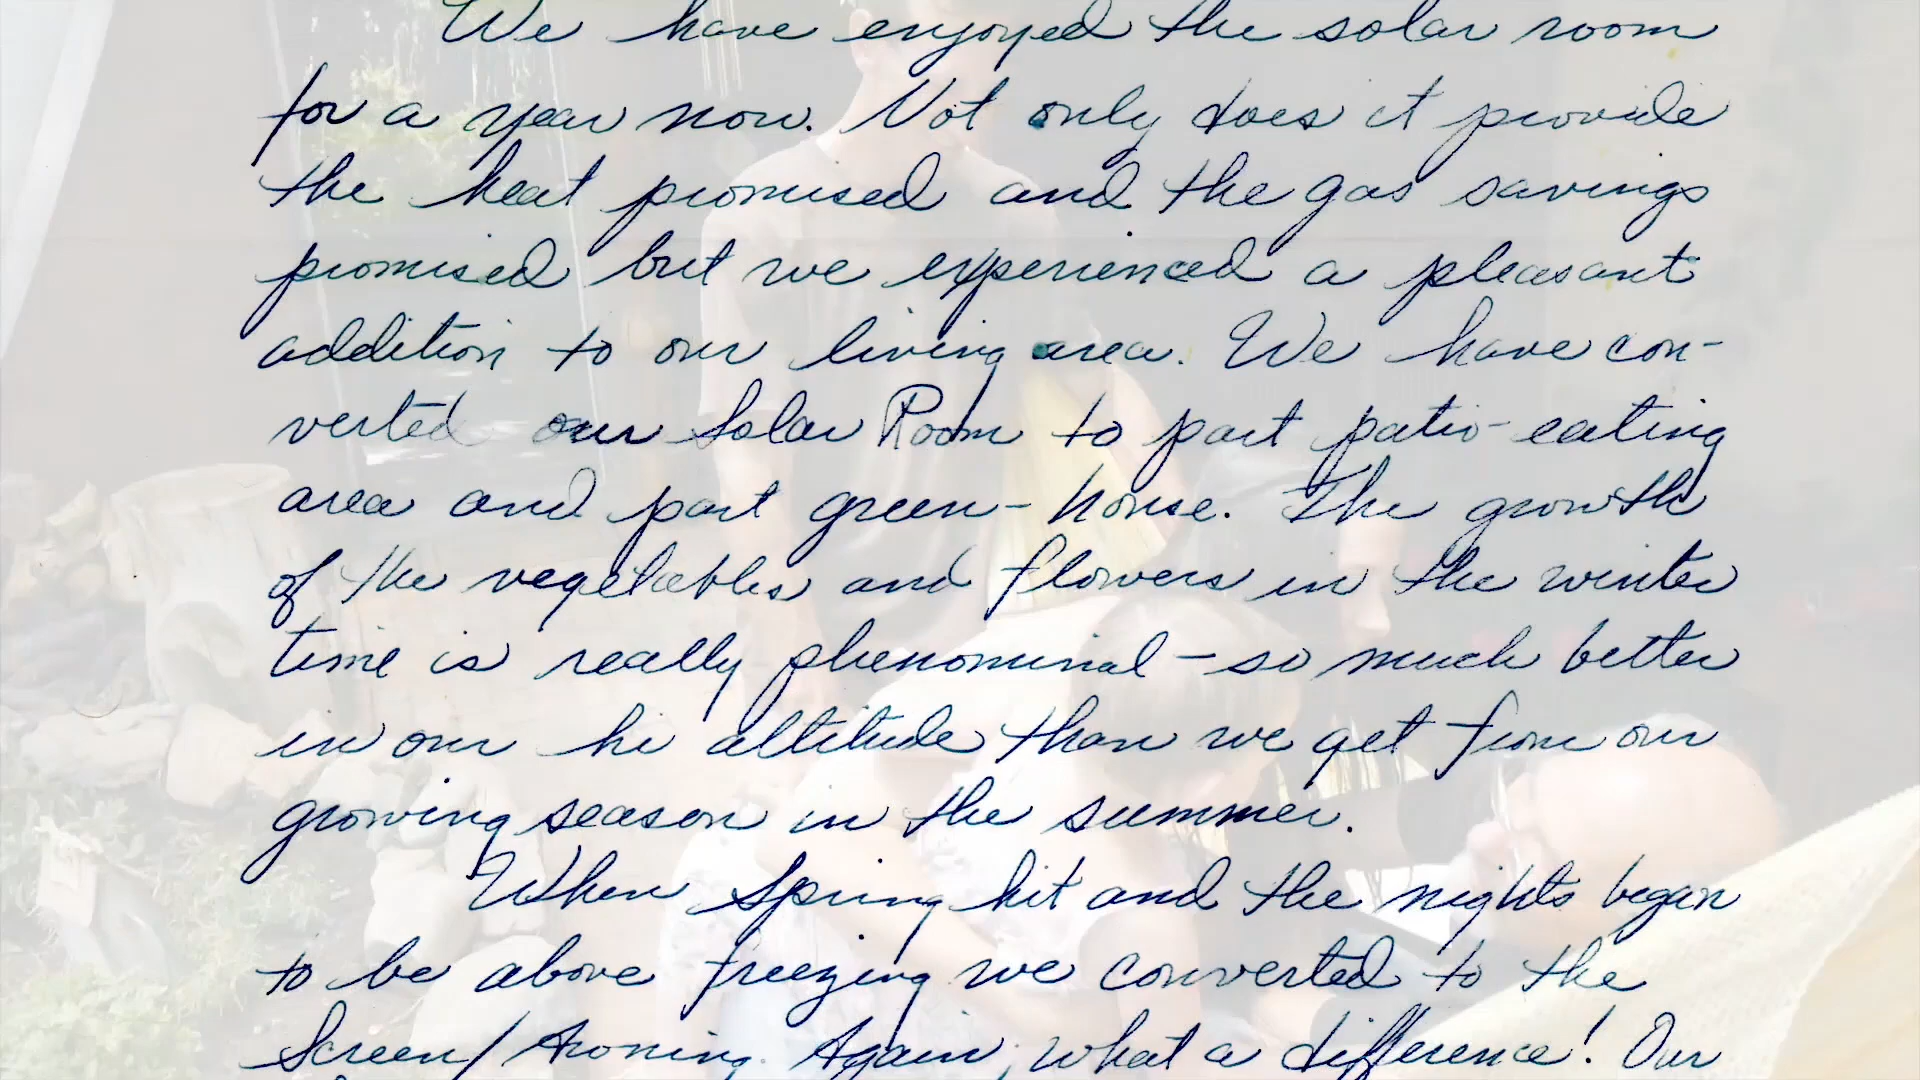 We have enjoyed the solar room
for a year now. Not only does it provide
the heat promised and the gas savings
promised but we experienced a pleasant
addition to our living area. We have con-
verted our Solar Room to part patio-eating
area and part green-house. The growth
of the vegetables and flowers in the winter
time is really phenominal - so much better
in our hi altitude than we get from our
growing season in the summer.
When Spring hit and the nights began
to be above freezing we converted to the
Screen/Awning. Again, what a difference! Our